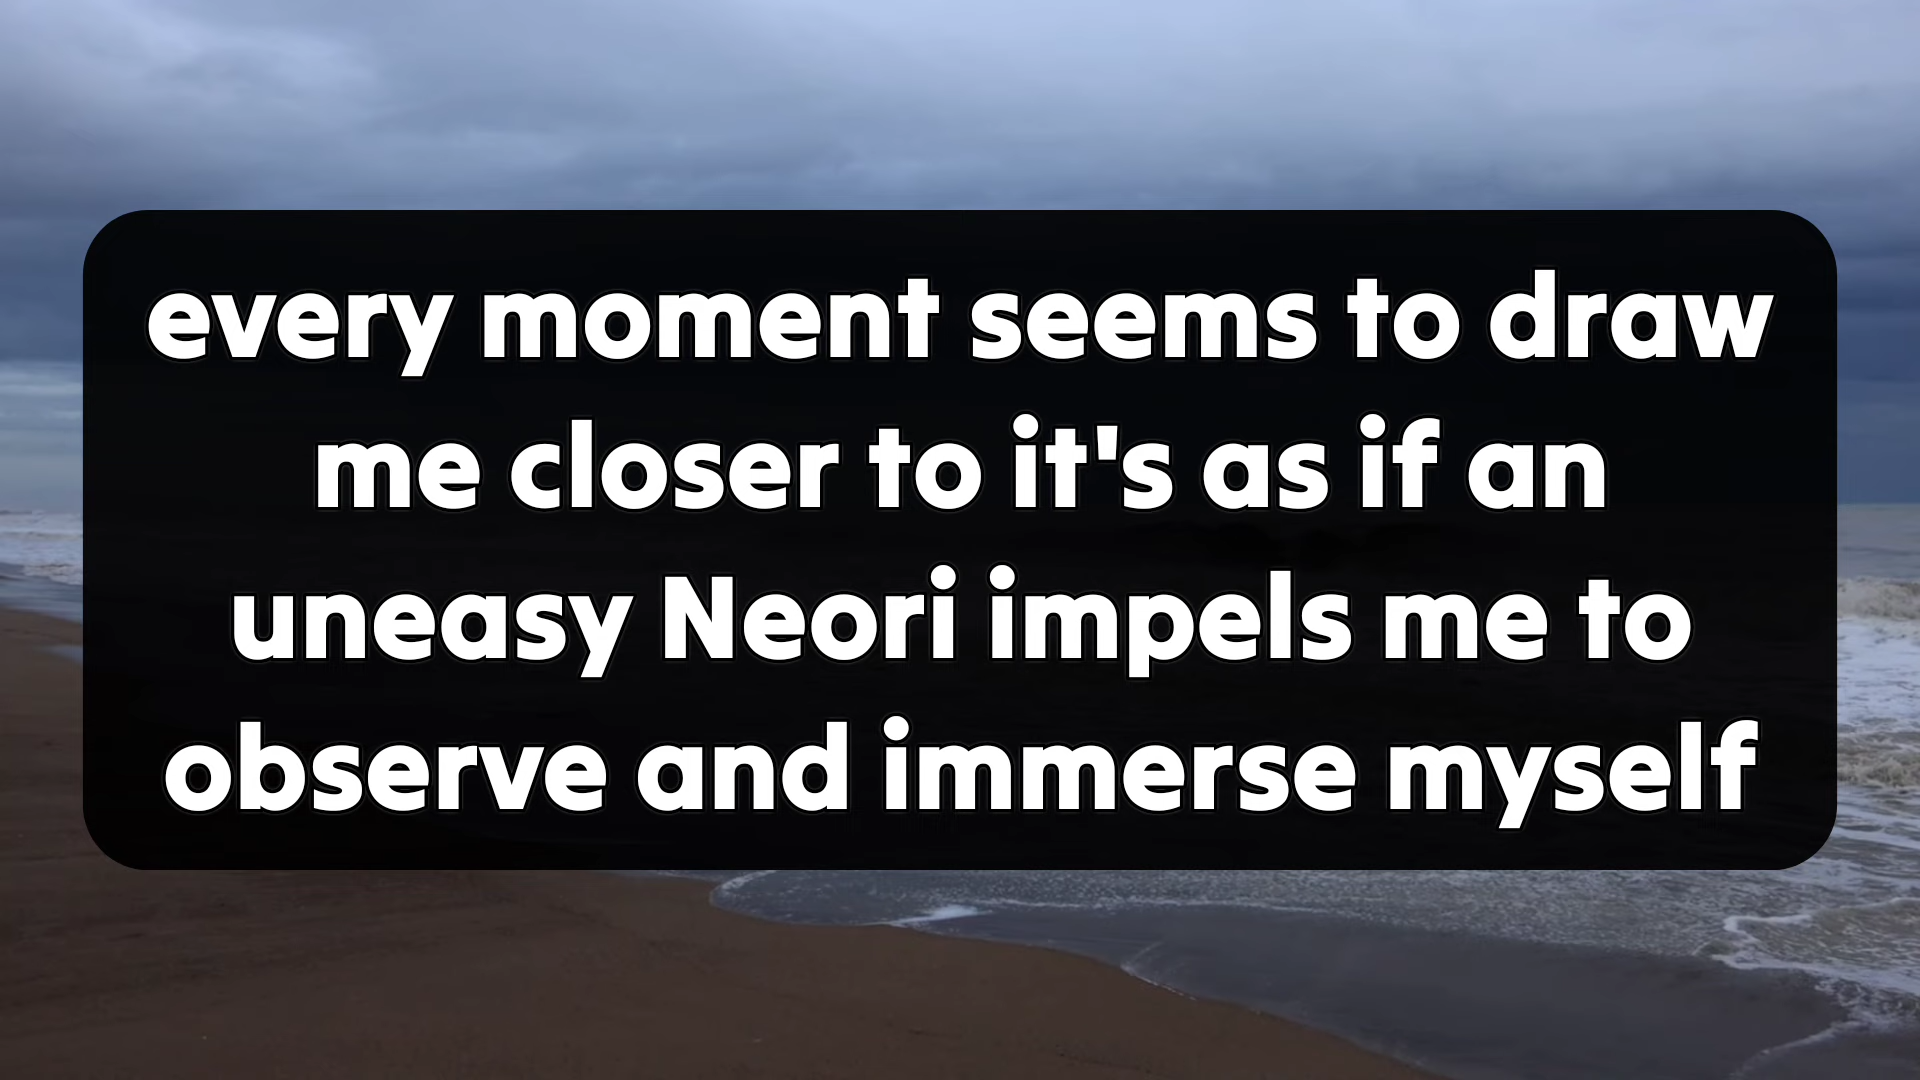 every moment seems to draw
me closer to it's as if an
uneasy Neori impels me to
observe and immerse myself